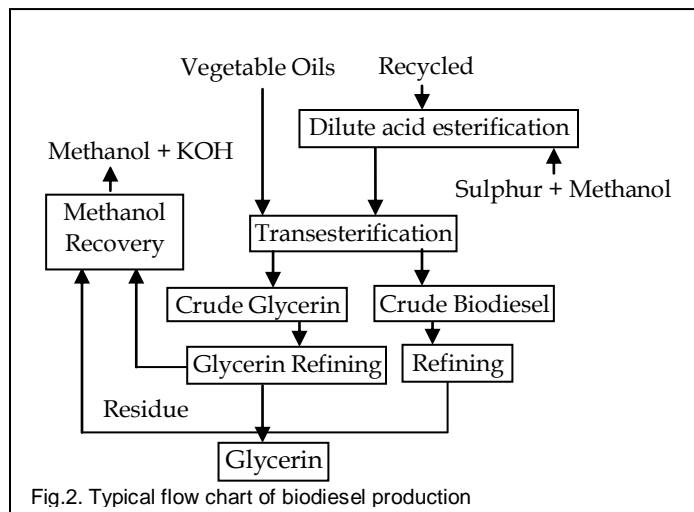 Vegetable Oils
Recycled
Dilute acid esterification
Methanol + KOH
Sulphur + Methanol
Methanol
Recovery
Transesterification
Crude Glycerin
Crude Biodiesel
Glycerin Refining
Refining
Residue
Glycerin
Fig.2. Typical flow chart of biodiesel production